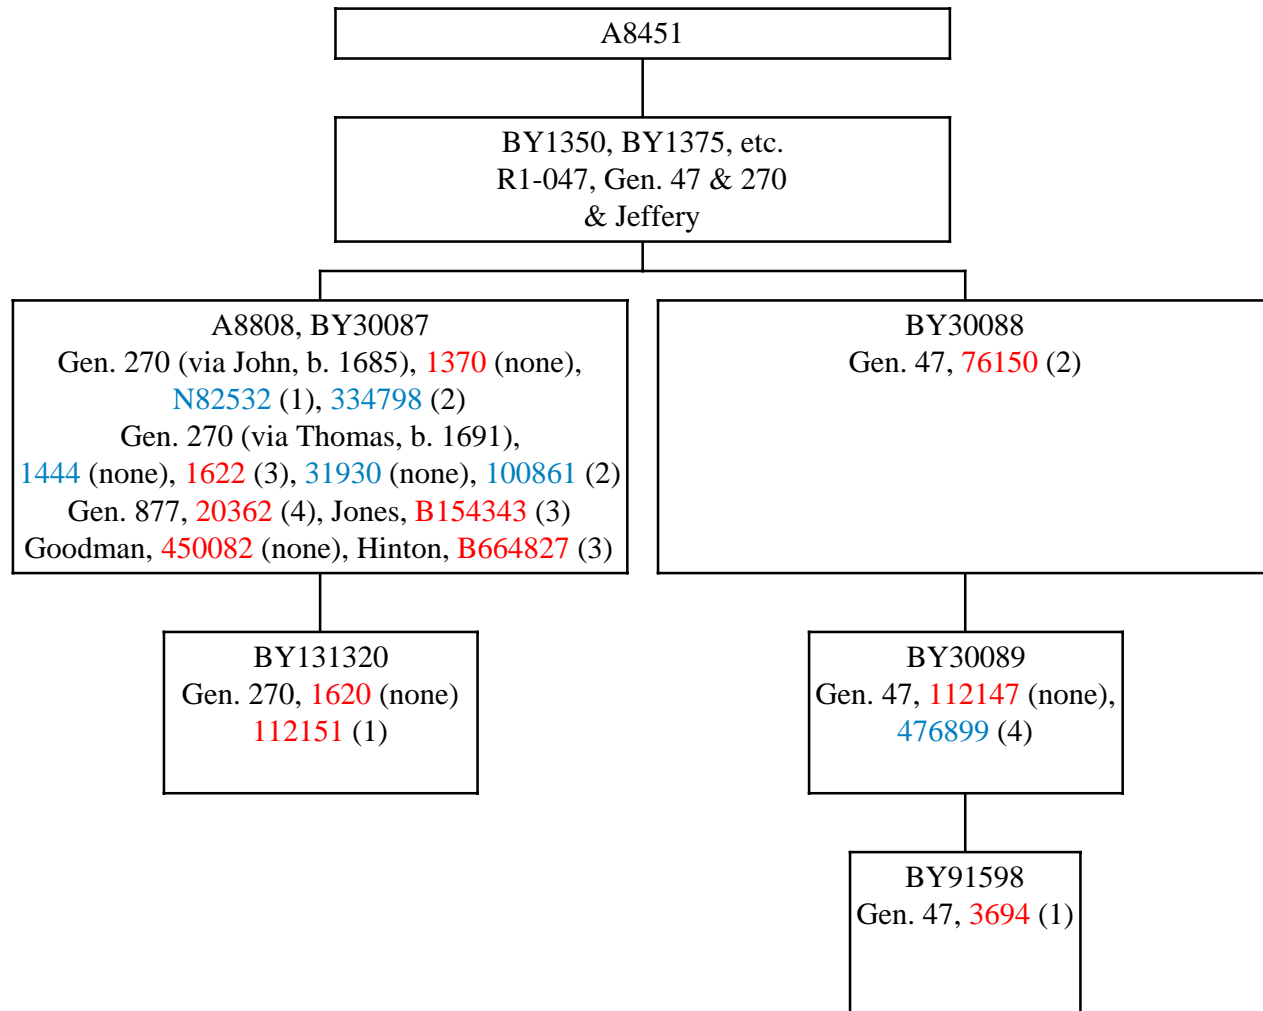 A8451
BY1350, BY1375, etc.
R1-047, Gen. 47 & 270
& Jeffery
A8808, BY30087
Gen. 270 (via John, b. 1685), 1370 (none),
N82532 (1), 334798 (2)
Gen. 270 (via Thomas, b. 1691),
1444 (none), 1622 (3), 31930 (none), 100861 (2)
Gen. 877, 20362 (4), Jones, B154343 (3)
Goodman, 450082 (none), Hinton, B664827 (3)
BY30088
Gen. 47, 76150 (2)
BY131320
Gen. 270, 1620 (none)
112151 (1)
BY30089
Gen. 47, 112147 (none),
476899 (4)
BY91598
Gen. 47, 3694 (1)